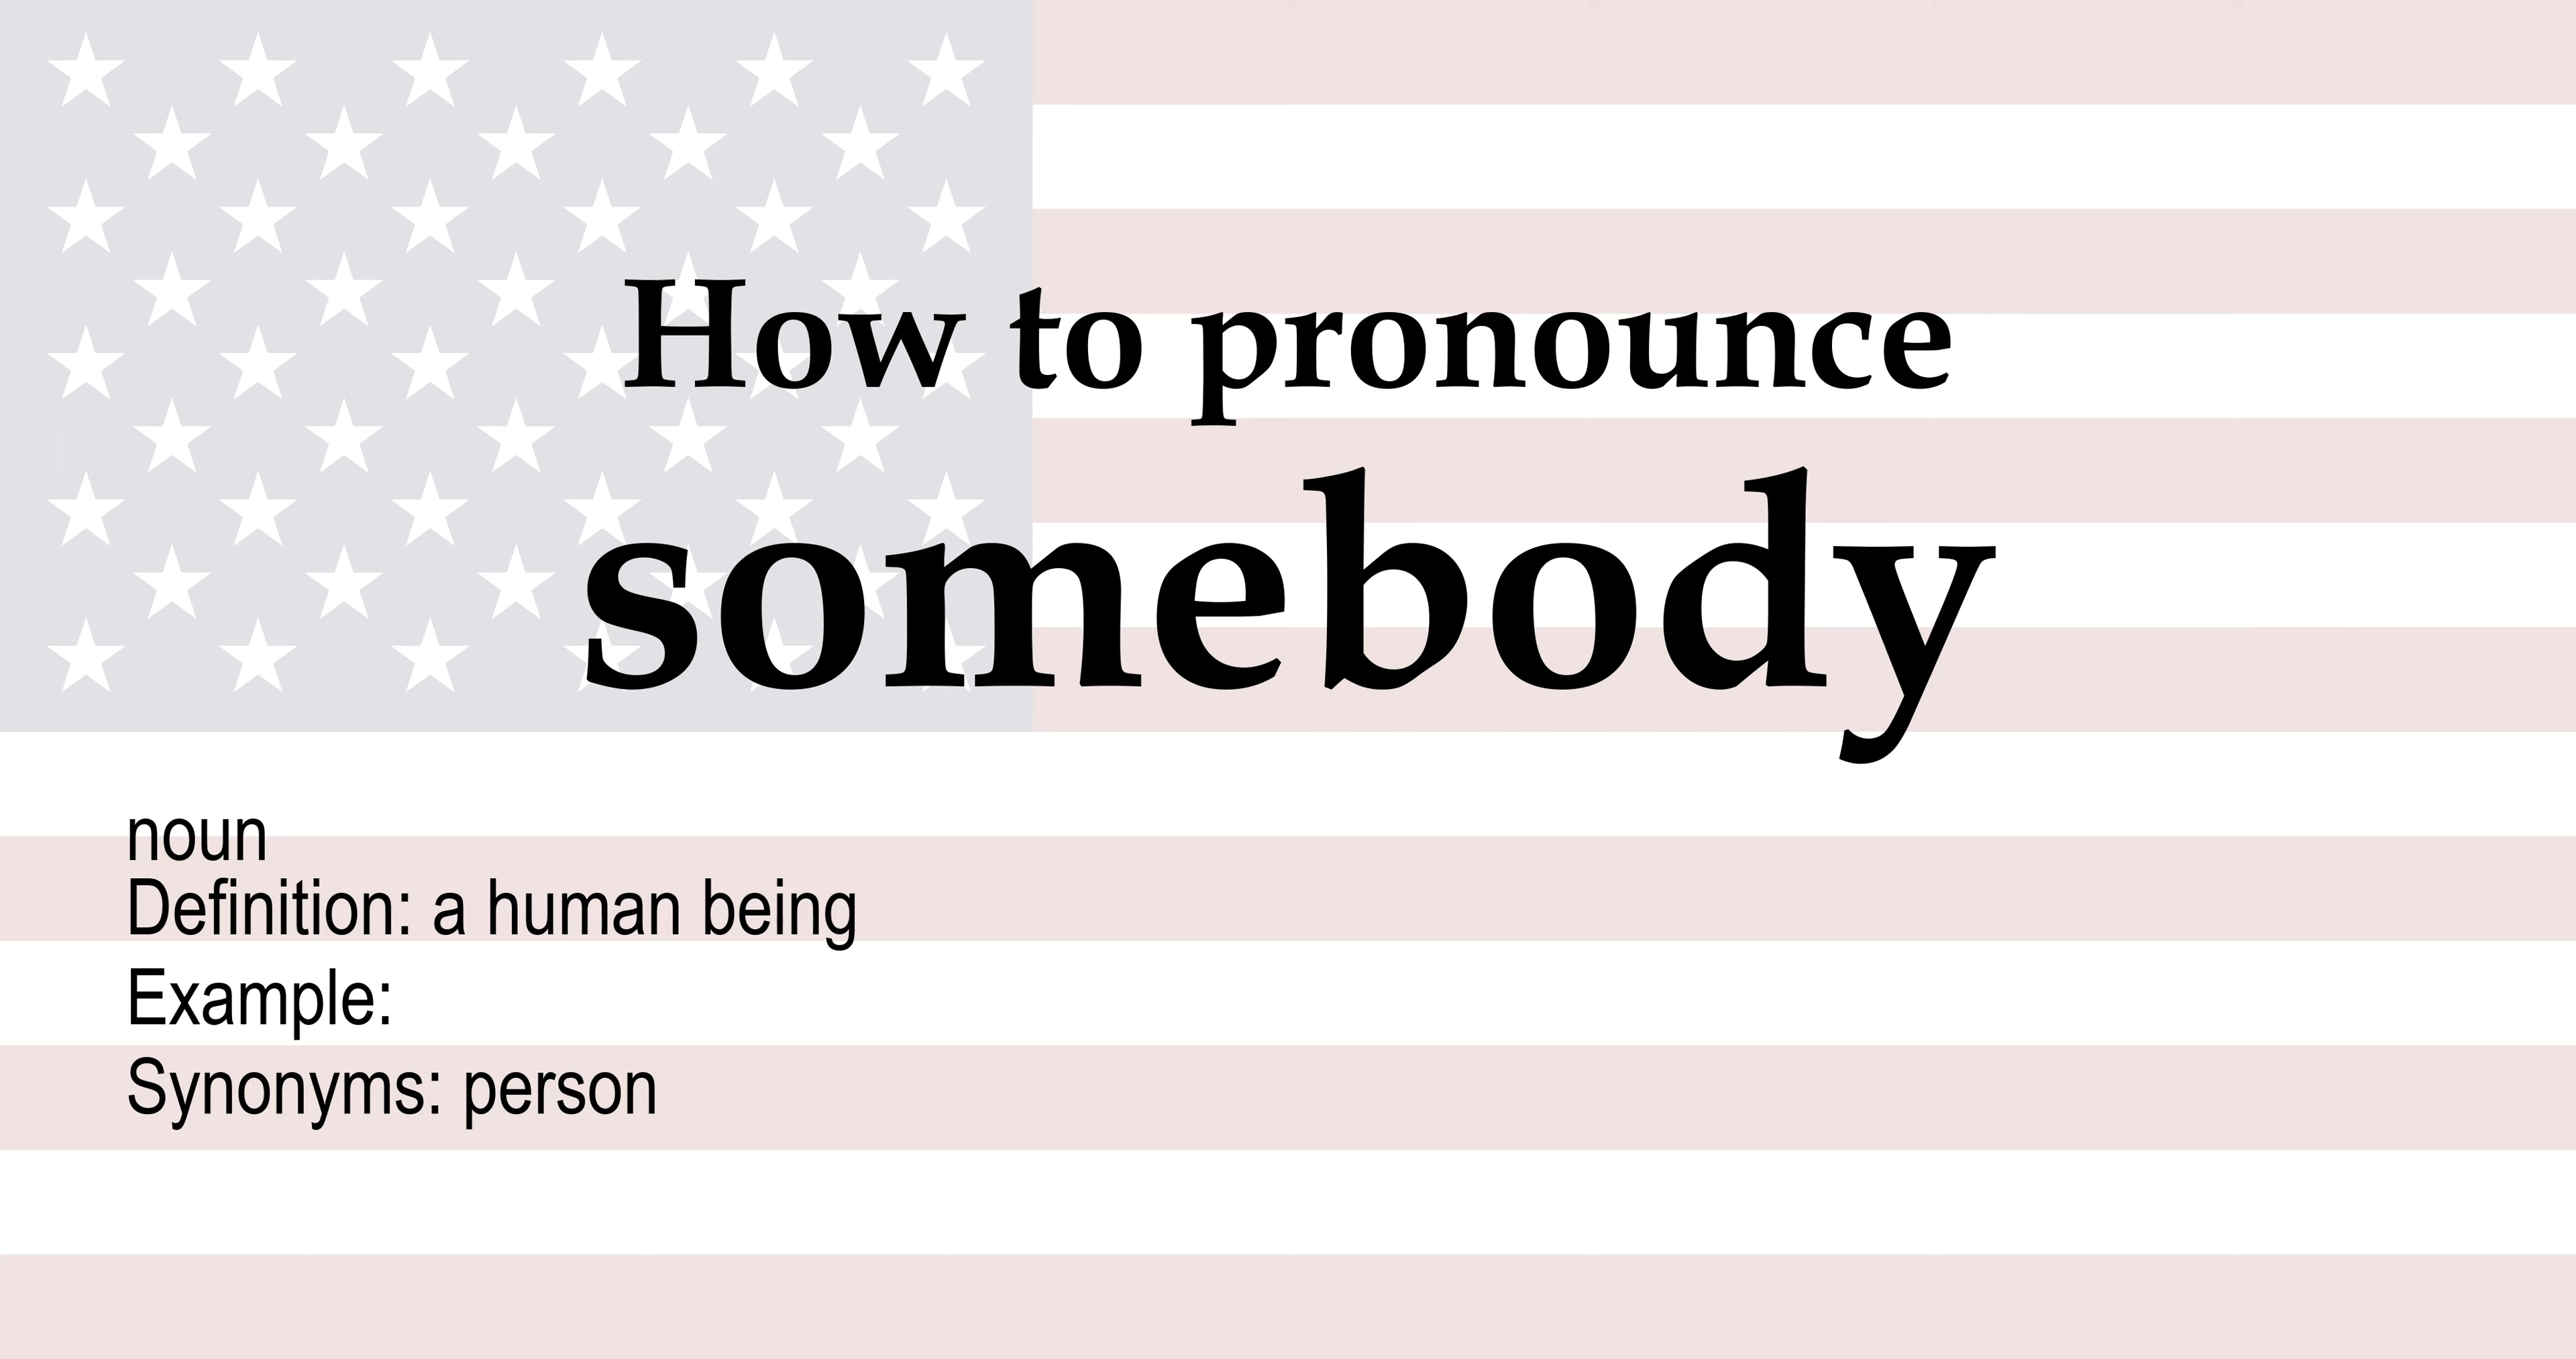 How to pronounce
somebody
noun
Definition: a human being
Example:
Synonyms: person